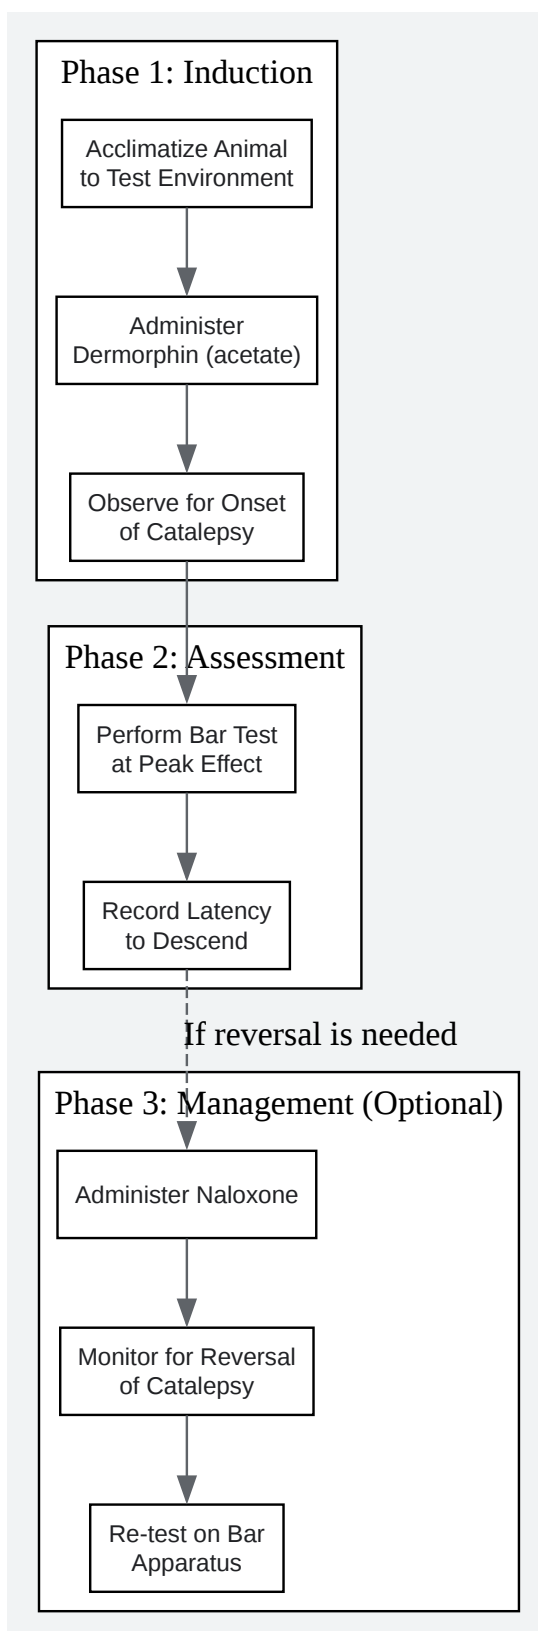 Phase 1: Induction
Acclimatize Animal
to Test Environment
Administer
Dermorphin (acetate)
Observe for Onset
of Catalepsy
Phase 2: Assessment
Perform Bar Test
at Peak Effect
Record Latency
to Descend
If reversal is needed
Phase 3: Management (Optional)
Administer Naloxone
Monitor for Reversal
of Catalepsy
Re-test on Bar
Apparatus